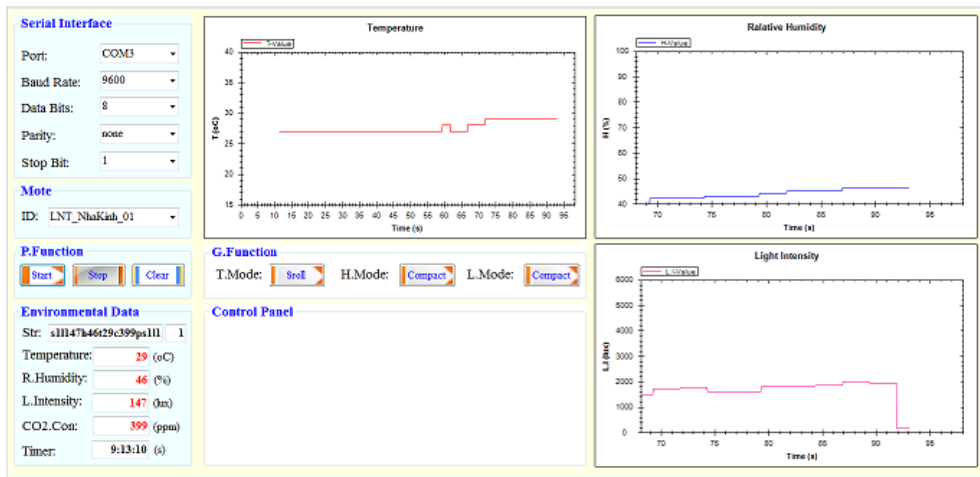 Serial Interface
Port: COM3
Baud Rate: 9600
Data Bits: 8
Parity: none
Stop Bit: 1
Mote
ID: LNT_NhaKinh_01
P.Function
Start Stop Clear
Environmental Data
Str: 1
Temperature: 29 (oC)
R.Humidity: 46 (%)
L.Intensity: 147 (lux)
CO2.Con: 399 (ppm)
Timer: 9:13:10 (s)
Temperature
T-Value
T (oC)
40
35
30
25
20
15
0 5 10 15 20 25 30 35 40 45 50 55 60 65 70 75 80 85 90 95
Time (s)
G.Function
T.Mode: Sroll H.Mode: Compact L.Mode: Compact
Control Panel
Ralative Humidity
H-Value
H (%)
100
90
80
70
60
50
40
70 75 80 85 90 95
Time (s)
Light Intensity
L.I-Value
L.I (lux)
6000
5000
4000
3000
2000
1000
0
70 75 80 85 90 95
Time (s)